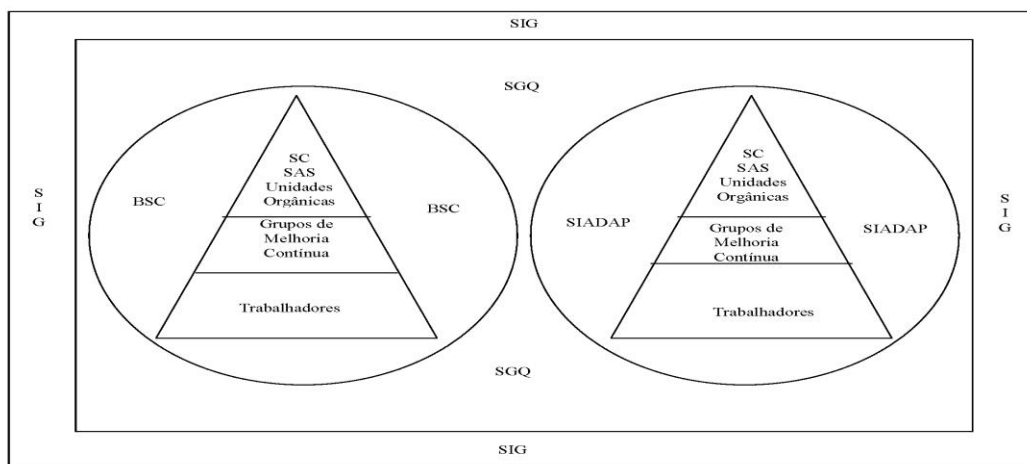 SIG
SGQ
S
I
G
BSC
SC
SAS
Unidades
Orgânicas
BSC
Grupos de
Melhoria
Contínua
Trabalhadores
SIADAP
SC
SAS
Unidades
Orgânicas
SIADAP
Grupos de
Melhoria
Contínua
Trabalhadores
S
I
G
SGQ
SIG